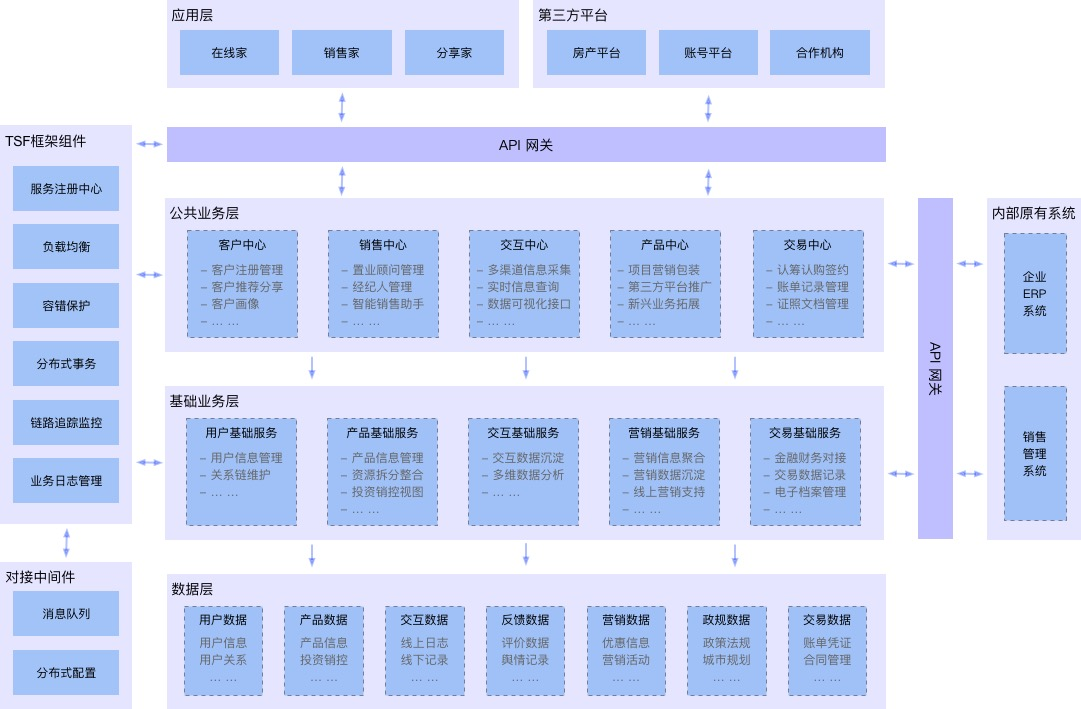 应用层
在线家
销售家
分享家
第三方平台
房产平台
账号平台
合作机构
API 网关
TSF框架组件
服务注册中心
负载均衡
容错保护
分布式事务
链路追踪监控
业务日志管理
对接中间件
消息队列
分布式配置
公共业务层
客户中心
– 客户注册管理
– 客户推荐分享
– 客户画像
– ... ...
销售中心
– 置业顾问管理
– 经纪人管理
– 智能销售助手
– ... ...
交互中心
– 多渠道信息采集
– 实时信息查询
– 数据可视化接口
– ... ...
产品中心
– 项目营销包装
– 第三方平台推广
– 新兴业务拓展
– ... ...
交易中心
– 认筹认购签约
– 账单记录管理
– 证照文档管理
– ... ...
基础业务层
用户基础服务
– 用户信息管理
– 关系链维护
– ... ...
产品基础服务
– 产品信息管理
– 资源拆分整合
– 投资销控视图
– ... ...
交互基础服务
– 交互数据沉淀
– 多维数据分析
– ... ...
营销基础服务
– 营销信息聚合
– 营销数据沉淀
– 线上营销支持
– ... ...
交易基础服务
– 金融财务对接
– 交易数据记录
– 电子档案管理
– ... ...
数据层
用户数据
用户信息
用户关系
... ...
产品数据
产品信息
投资销控
... ...
交互数据
线上日志
线下记录
... ...
反馈数据
评价数据
舆情记录
... ...
营销数据
优惠信息
营销活动
... ...
政规数据
政策法规
城市规划
... ...
交易数据
账单凭证
合同管理
... ...
API 网关
内部原有系统
企业
ERP
系统
销售
管理
系统